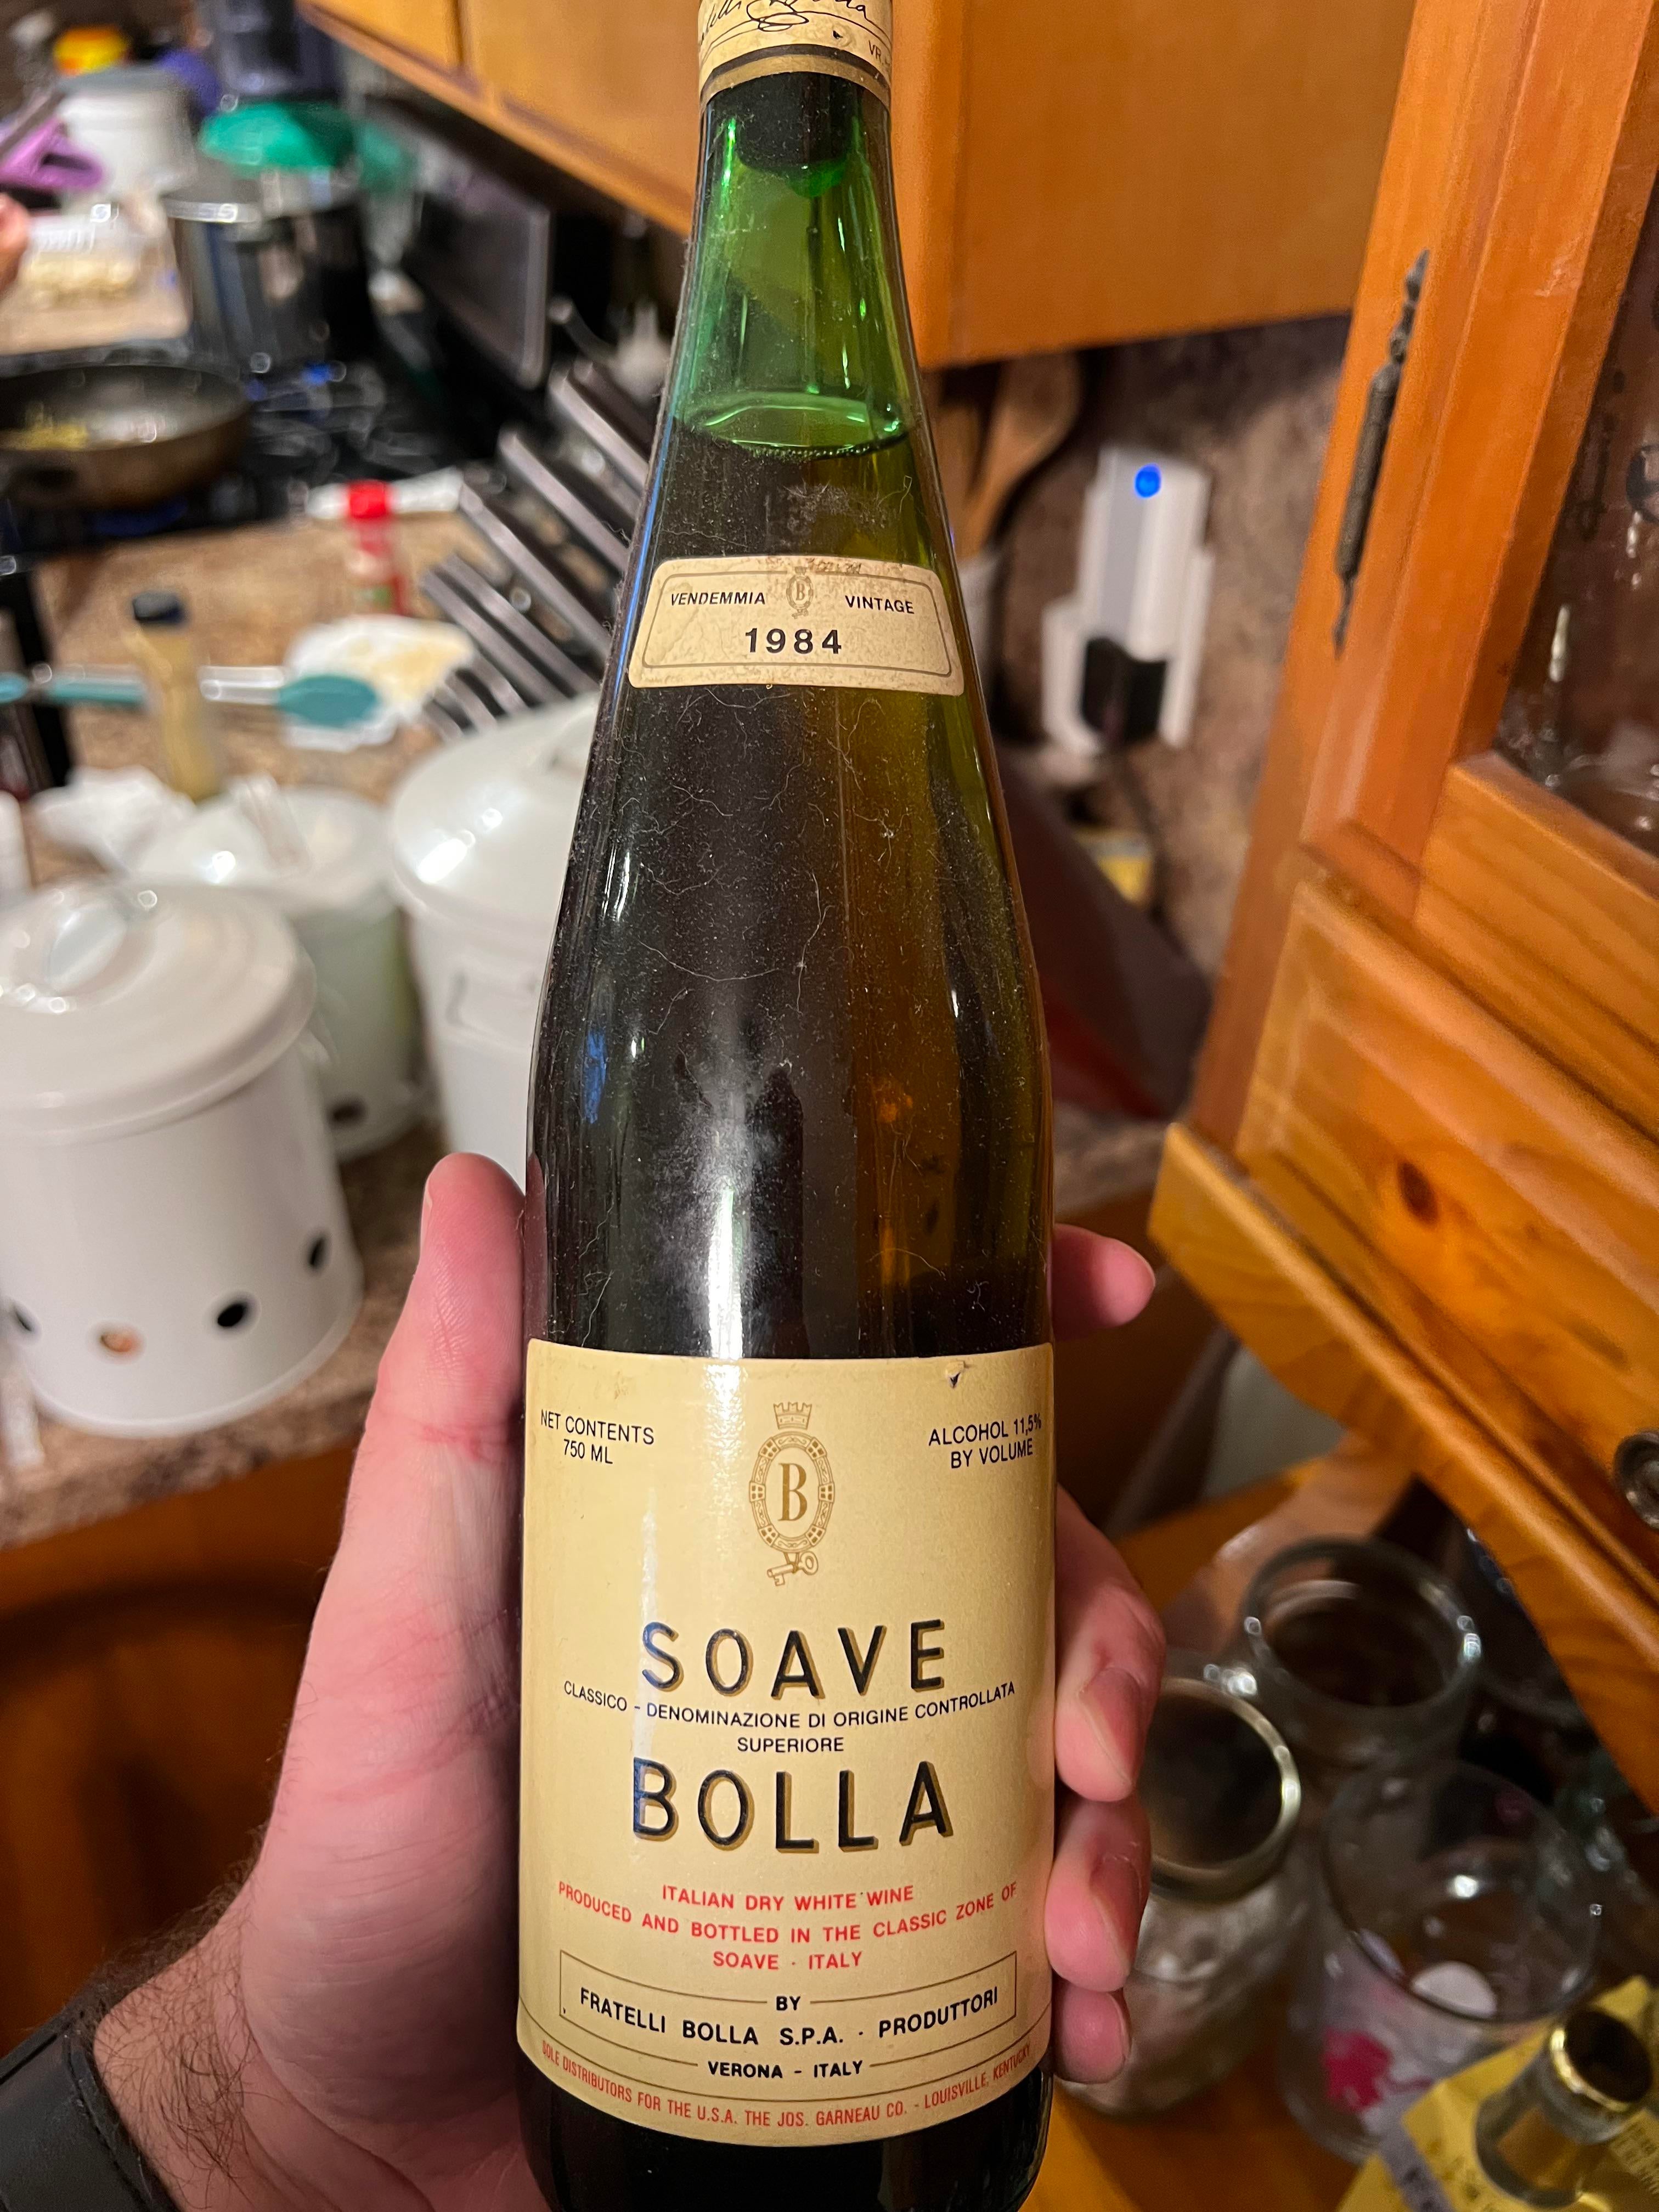 VR
VENDEMMIA B VINTAGE
1984
NET CONTENTS
750 ML
ALCOHOL 11,5%
BY VOLUME
B
SOAVE
CLASSICO - DENOMINAZIONE DI ORIGINE CONTROLLATA
SUPERIORE
BOLLA
ITALIAN DRY WHITE WINE
PRODUCED AND BOTTLED IN THE CLASSIC ZONE OF
SOAVE · ITALY
BY
FRATELLI BOLLA S.P.A. · PRODUTTORI
VERONA - ITALY
SOLE DISTRIBUTORS FOR THE U.S.A. THE JOS. GARNEAU CO. - LOUISVILLE, KENTUCKY